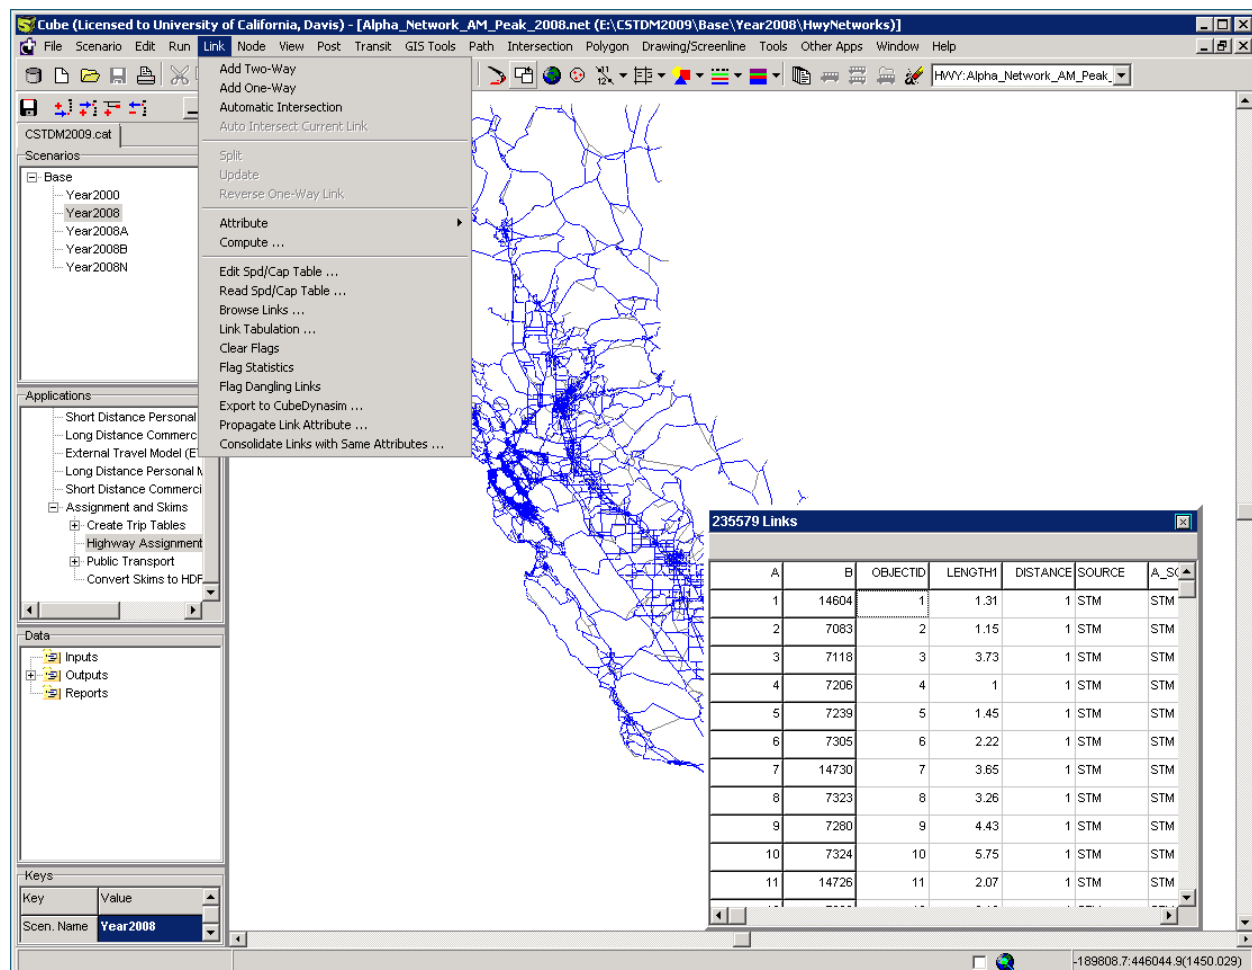 Cube (Licensed to University of California, Davis) - [Alpha_Network_AM_Peak_2008.net (E:\CSTDM2009\Base\Year2008\HwyNetworks)]
File Scenario Edit Run Link Node View Post Transit GIS Tools Path Intersection Polygon Drawing/Screenline Tools Other Apps Window Help
HWY:Alpha_Network_AM_Peak_
Add Two-Way
Add One-Way
Automatic Intersection
Auto Intersect Current Link
Split
Update
Reverse One-Way Link
Attribute
Compute ...
Edit Spd/Cap Table ...
Read Spd/Cap Table ...
Browse Links ...
Link Tabulation ...
Clear Flags
Flag Statistics
Flag Dangling Links
Export to CubeDynasim ...
Propagate Link Attribute ...
Consolidate Links with Same Attributes ...
CSTDM2009.cat
Scenarios
Base
Year2000
Year2008
Year2008A
Year2008B
Year2008N
Applications
Short Distance Personal
Long Distance Commerc
External Travel Model (E
Long Distance Personal
Short Distance Commerci
Assignment and Skims
Create Trip Tables
Highway Assignment
Public Transport
Convert Skims to HDF
Data
Inputs
Outputs
Reports
Keys
Key Value
Scen. Name Year2008
235579 Links
A B OBJECTID LENGTH1 DISTANCE SOURCE A_SC
1 14604 1 1.31 1 STM STM
2 7083 2 1.15 1 STM STM
3 7118 3 3.73 1 STM STM
4 7206 4 1 1 STM STM
5 7239 5 1.45 1 STM STM
6 7305 6 2.22 1 STM STM
7 14730 7 3.65 1 STM STM
8 7323 8 3.26 1 STM STM
9 7280 9 4.43 1 STM STM
10 7324 10 5.75 1 STM STM
11 14726 11 2.07 1 STM STM
-189808.7:446044.9(1450.029)